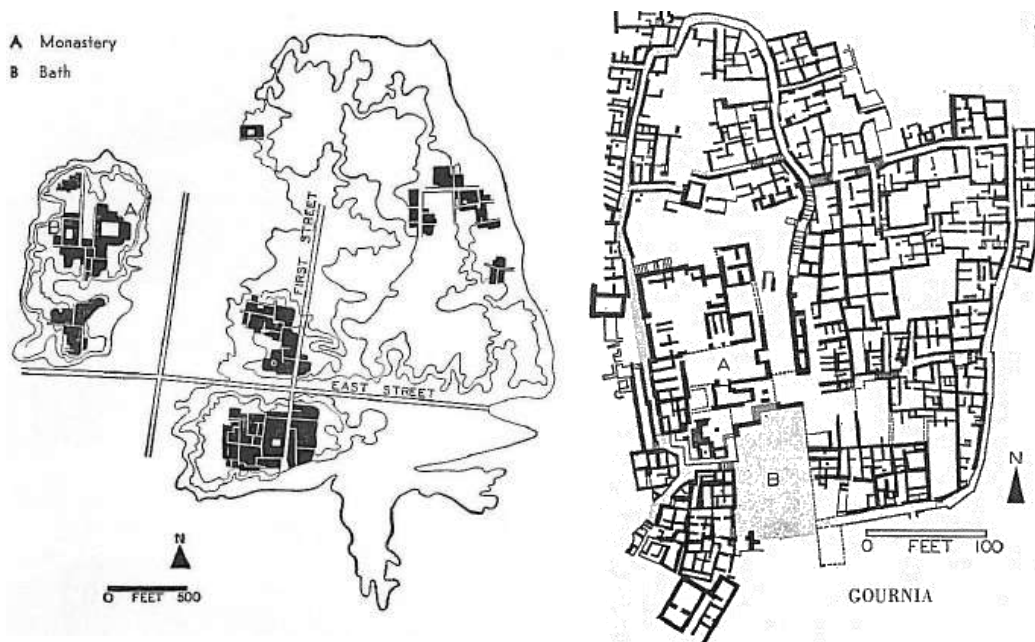 A Monastery
B Bath
A
B
FIRST STREET
EAST STREET
N
0 FEET 500
A
B
N
0 FEET 100
GOURNIA